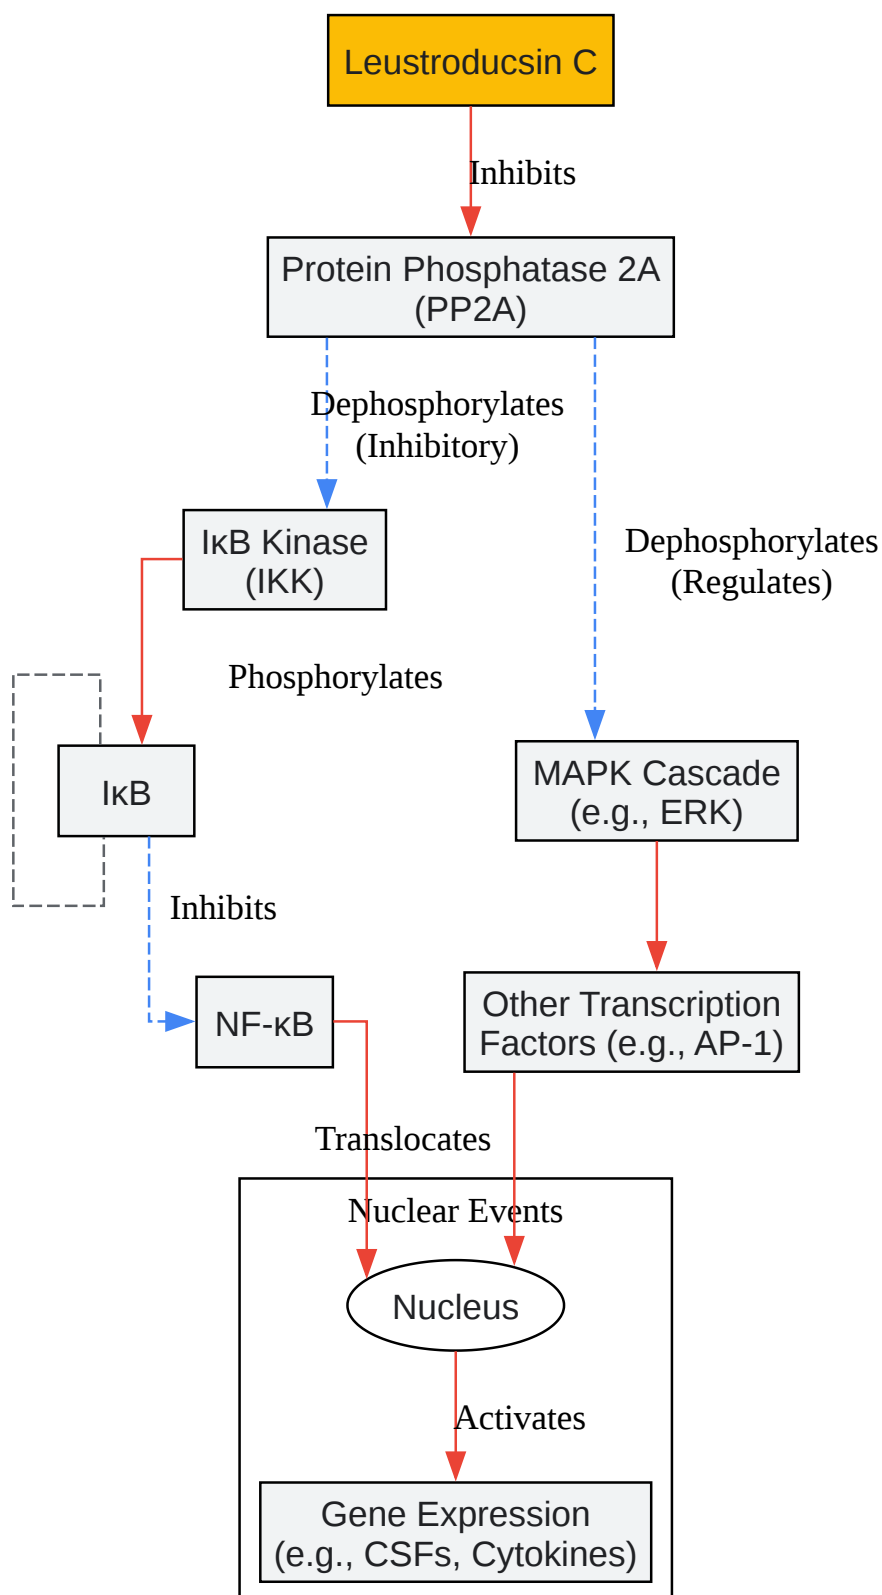 Leustroducsin C
Inhibits
Protein Phosphatase 2A
(PP2A)
Dephosphorylates
(Inhibitory)
IκB Kinase
(IKK)
Dephosphorylates
(Regulates)
Phosphorylates
IκB
MAPK Cascade
(e.g., ERK)
Inhibits
NF-κB
Other Transcription
Factors (e.g., AP-1)
Translocates
Nuclear Events
Nucleus
Activates
Gene Expression
(e.g., CSFs, Cytokines)